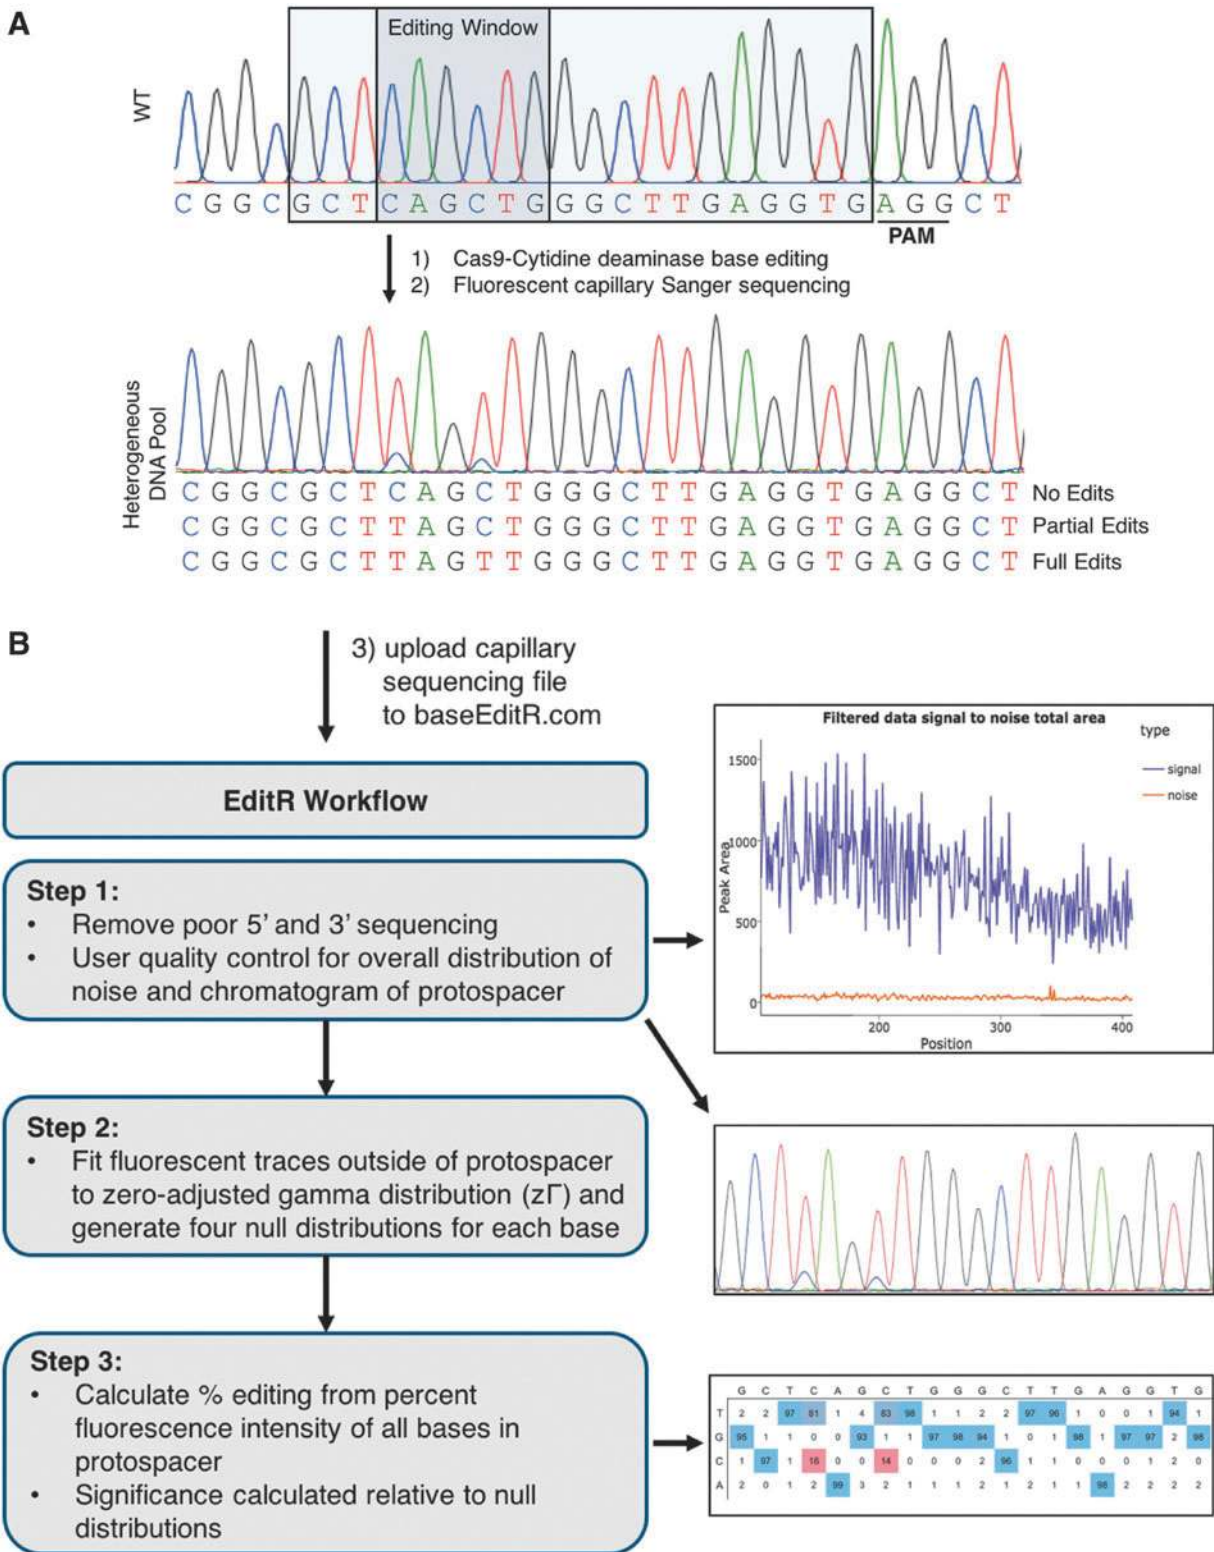 A
Editing Window
WT
C G G C G C T C A G C T G G G C T T G A G G T G A G G C T
PAM
1) Cas9-Cytidine deaminase base editing
2) Fluorescent capillary Sanger sequencing
Heterogeneous
DNA Pool
C G G C G C T C A G C T G G G C T T G A G G T G A G G C T No Edits
C G G C G C T T A G C T G G G C T T G A G G T G A G G C T Partial Edits
C G G C G C T T A G T T G G G C T T G A G G T G A G G C T Full Edits
B
3) upload capillary
sequencing file
to baseEditR.com
EditR Workflow
Step 1:
• Remove poor 5’ and 3’ sequencing
• User quality control for overall distribution of
noise and chromatogram of protospacer
Filtered data signal to noise total area
type
signal
noise
Peak Area
1500
1000
500
0
200 300 400
Position
Step 2:
• Fit fluorescent traces outside of protospacer
to zero-adjusted gamma distribution (zΓ) and
generate four null distributions for each base
Step 3:
• Calculate % editing from percent
fluorescence intensity of all bases in
protospacer
• Significance calculated relative to null
distributions
G C T C A G C T G G G C T T G A G G T G
T 2 2 97 81 1 4 83 98 1 1 2 2 97 96 1 0 0 1 94 1
G 95 1 1 0 0 93 1 1 97 98 94 1 0 1 98 1 97 97 2 98
C 1 97 1 16 0 0 14 0 0 0 2 96 1 1 0 0 0 1 2 0
A 2 0 1 2 99 3 2 1 1 1 2 1 2 1 1 98 2 2 2 2